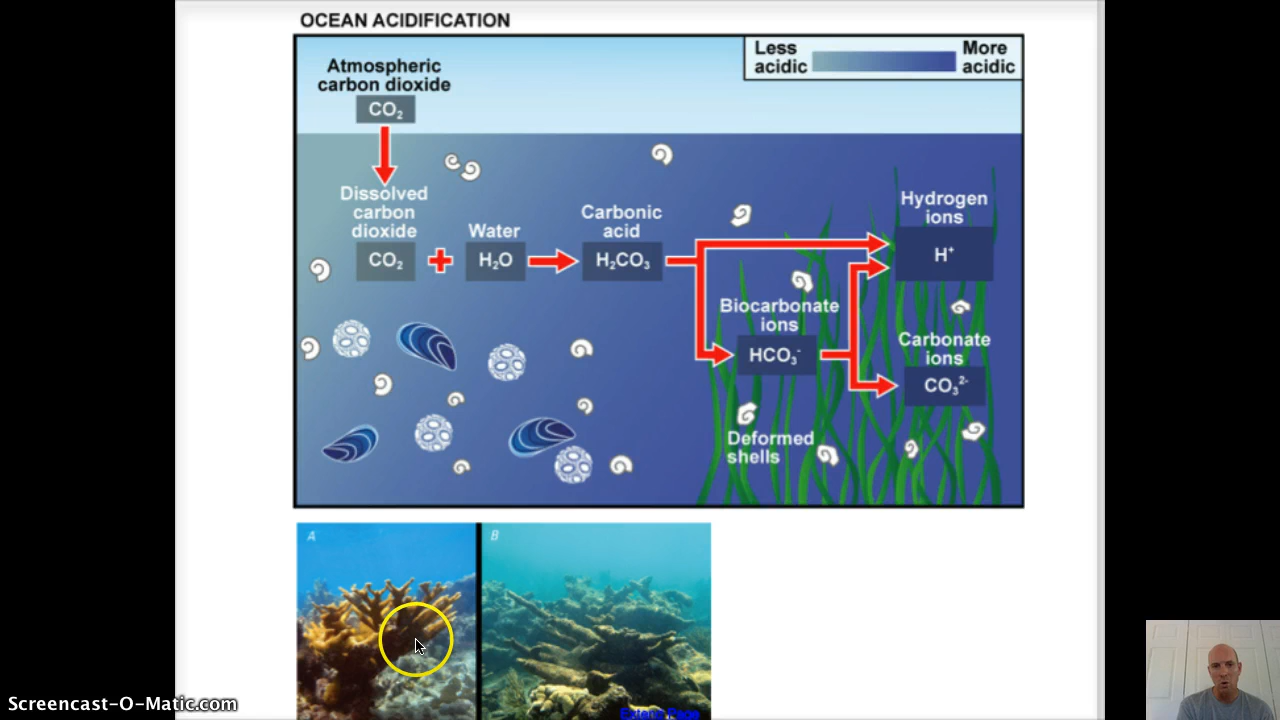 OCEAN ACIDIFICATION
Less
acidic
More
acidic
Atmospheric
carbon dioxide
CO₂
Dissolved
carbon
dioxide
CO₂
+
Water
H₂O
Carbonic
acid
H₂CO₃
Hydrogen
ions
H⁺
Biocarbonate
ions
HCO₃⁻
Carbonate
ions
CO₃²⁻
Deformed
shells
A
B
Screencast-O-Matic.com